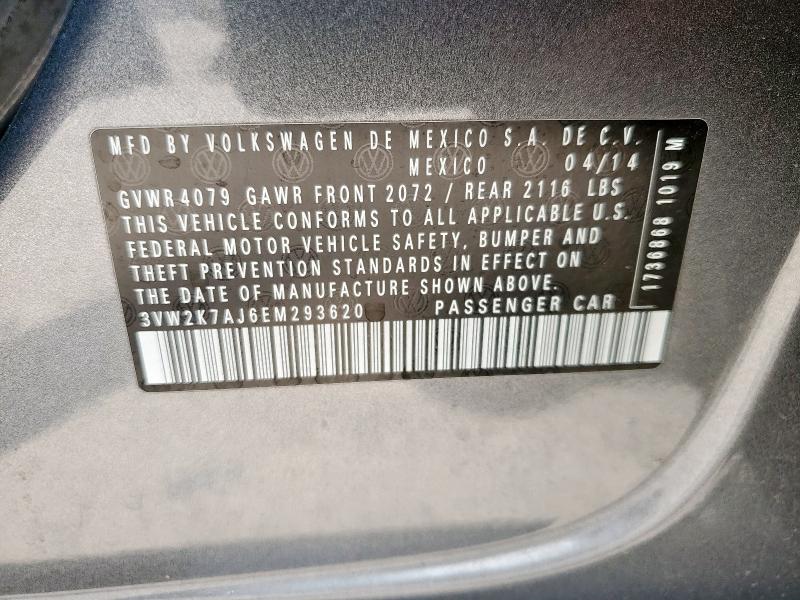 MFD BY VOLKSWAGEN DE MEXICO S.A. DE C.V.
MEXICO 04/14
GVWR 4079 GAWR FRONT 2072 / REAR 2116 LBS
THIS VEHICLE CONFORMS TO ALL APPLICABLE U.S.
FEDERAL MOTOR VEHICLE SAFETY, BUMPER AND
THEFT PREVENTION STANDARDS IN EFFECT ON
THE DATE OF MANUFACTURE SHOWN ABOVE.
3VW2K7AJ6EM293620 PASSENGER CAR
1736868 1019 M